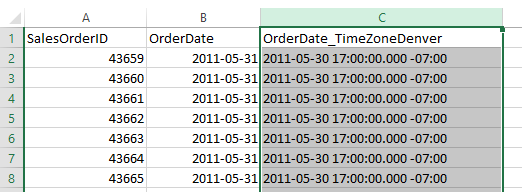 A B C
1 SalesOrderID OrderDate OrderDate_TimeZoneDenver
2 43659 2011-05-31 2011-05-30 17:00:00.000 -07:00
3 43660 2011-05-31 2011-05-30 17:00:00.000 -07:00
4 43661 2011-05-31 2011-05-30 17:00:00.000 -07:00
5 43662 2011-05-31 2011-05-30 17:00:00.000 -07:00
6 43663 2011-05-31 2011-05-30 17:00:00.000 -07:00
7 43664 2011-05-31 2011-05-30 17:00:00.000 -07:00
8 43665 2011-05-31 2011-05-30 17:00:00.000 -07:00